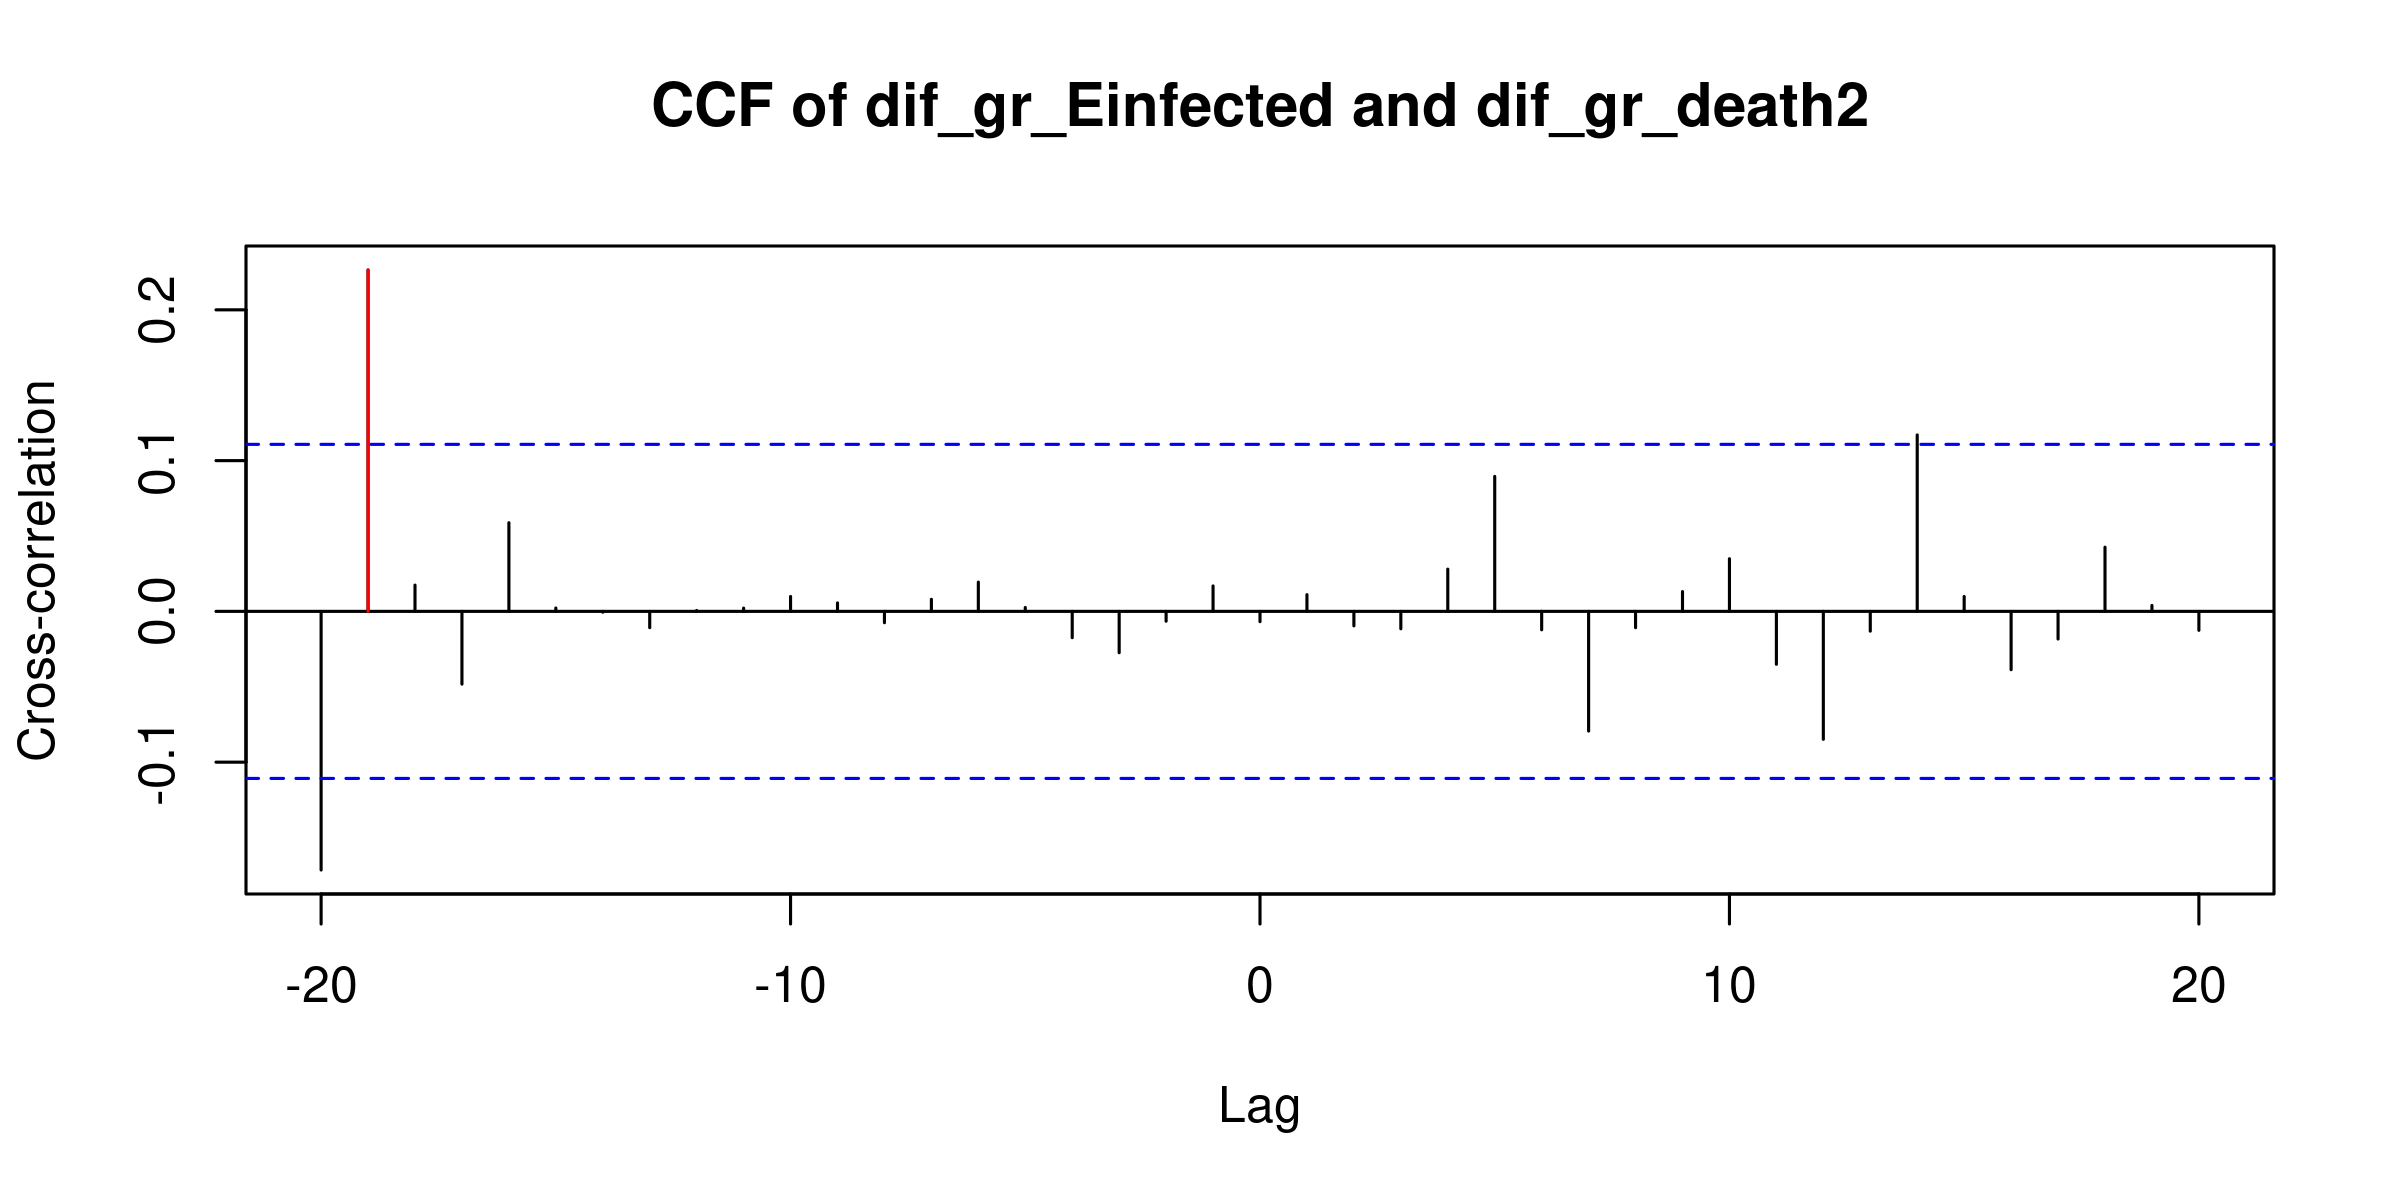 CCF of dif_gr_Einfected and dif_gr_death2
Cross-correlation
0.2
0.1
0.0
-0.1
-20 -10 0 10 20
Lag